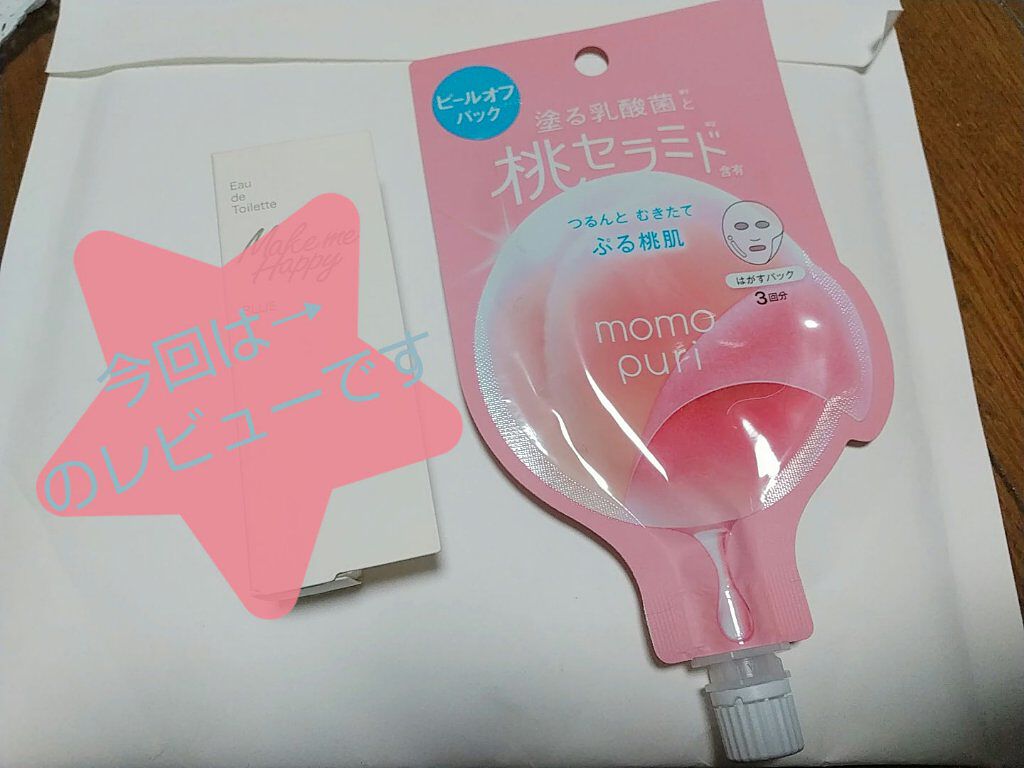 Eau
de
Toilette
Make me
Happy
BLUE
今回は→
のレビューです
ピールオフ
パック
塗る乳酸菌と
桃セラミド
含有
つるんと むきたて
ぷる桃肌
はがすパック
3回分
momo
puri